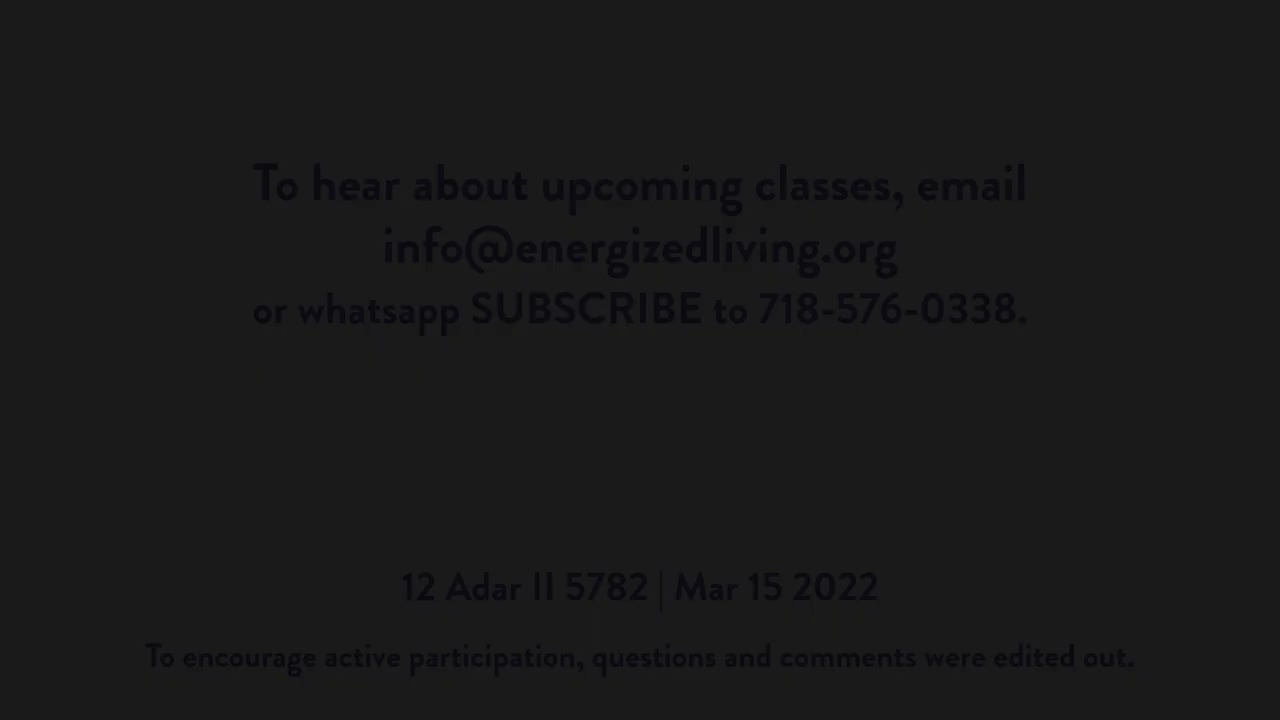 To hear about upcoming classes, email
info@energizedliving.org
or whatsapp SUBSCRIBE to 718-576-0338.
12 Adar II 5782 | Mar 15 2022
To encourage active participation, questions and comments were edited out.